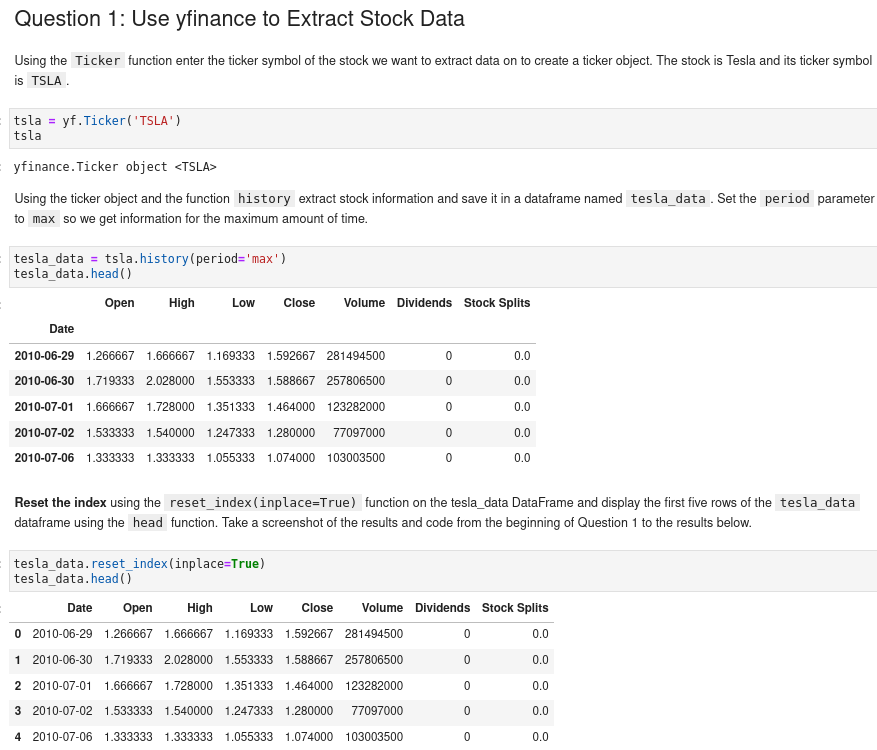 Question 1: Use yfinance to Extract Stock Data
Using the Ticker function enter the ticker symbol of the stock we want to extract data on to create a ticker object. The stock is Tesla and its ticker symbol
is TSLA .
tsla = yf.Ticker('TSLA')
tsla
yfinance.Ticker object <TSLA>
Using the ticker object and the function history extract stock information and save it in a dataframe named tesla_data . Set the period parameter
to max so we get information for the maximum amount of time.
tesla_data = tsla.history(period='max')
tesla_data.head()
Open High Low Close Volume Dividends Stock Splits
Date
2010-06-29 1.266667 1.666667 1.169333 1.592667 281494500 0 0.0
2010-06-30 1.719333 2.028000 1.553333 1.588667 257806500 0 0.0
2010-07-01 1.666667 1.728000 1.351333 1.464000 123282000 0 0.0
2010-07-02 1.533333 1.540000 1.247333 1.280000 77097000 0 0.0
2010-07-06 1.333333 1.333333 1.055333 1.074000 103003500 0 0.0
Reset the index using the reset_index(inplace=True) function on the tesla_data DataFrame and display the first five rows of the tesla_data
dataframe using the head function. Take a screenshot of the results and code from the beginning of Question 1 to the results below.
tesla_data.reset_index(inplace=True)
tesla_data.head()
Date Open High Low Close Volume Dividends Stock Splits
0 2010-06-29 1.266667 1.666667 1.169333 1.592667 281494500 0 0.0
1 2010-06-30 1.719333 2.028000 1.553333 1.588667 257806500 0 0.0
2 2010-07-01 1.666667 1.728000 1.351333 1.464000 123282000 0 0.0
3 2010-07-02 1.533333 1.540000 1.247333 1.280000 77097000 0 0.0
4 2010-07-06 1.333333 1.333333 1.055333 1.074000 103003500 0 0.0